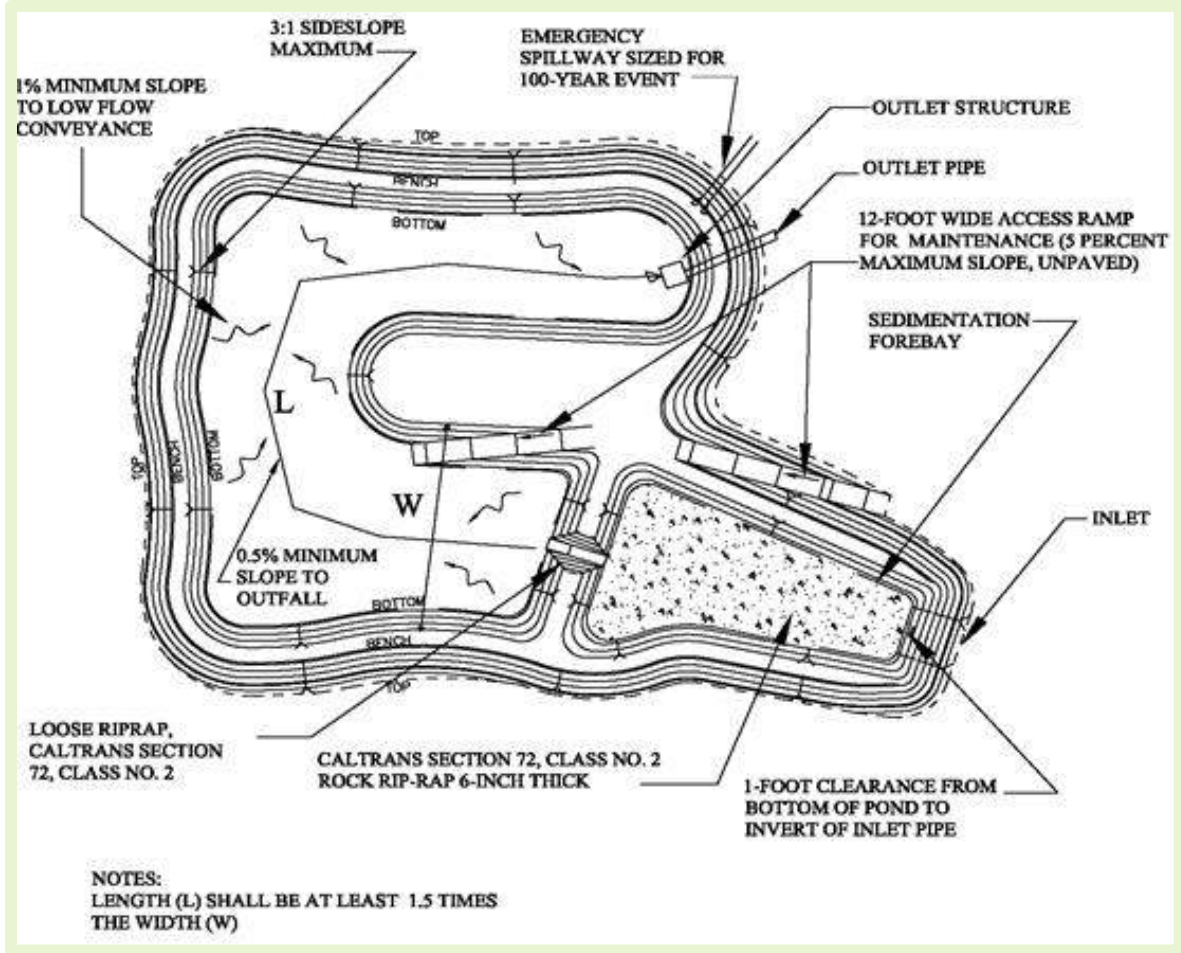 3:1 SIDESLOPE
MAXIMUM
EMERGENCY
SPILLWAY SIZED FOR
100-YEAR EVENT
1% MINIMUM SLOPE
TO LOW FLOW
CONVEYANCE
OUTLET STRUCTURE
OUTLET PIPE
12-FOOT WIDE ACCESS RAMP
FOR MAINTENANCE (5 PERCENT
MAXIMUM SLOPE, UNPAVED)
SEDIMENTATION
FOREBAY
TOP
BENCH
BOTTOM
L
W
TOP
BENCH
BOTTOM
INLET
0.5% MINIMUM
SLOPE TO
OUTFALL
BOTTOM
BENCH
TOP
LOOSE RIPRAP,
CALTRANS SECTION
72, CLASS NO. 2
CALTRANS SECTION 72, CLASS NO. 2
ROCK RIP-RAP 6-INCH THICK
1-FOOT CLEARANCE FROM
BOTTOM OF POND TO
INVERT OF INLET PIPE
NOTES:
LENGTH (L) SHALL BE AT LEAST 1.5 TIMES
THE WIDTH (W)